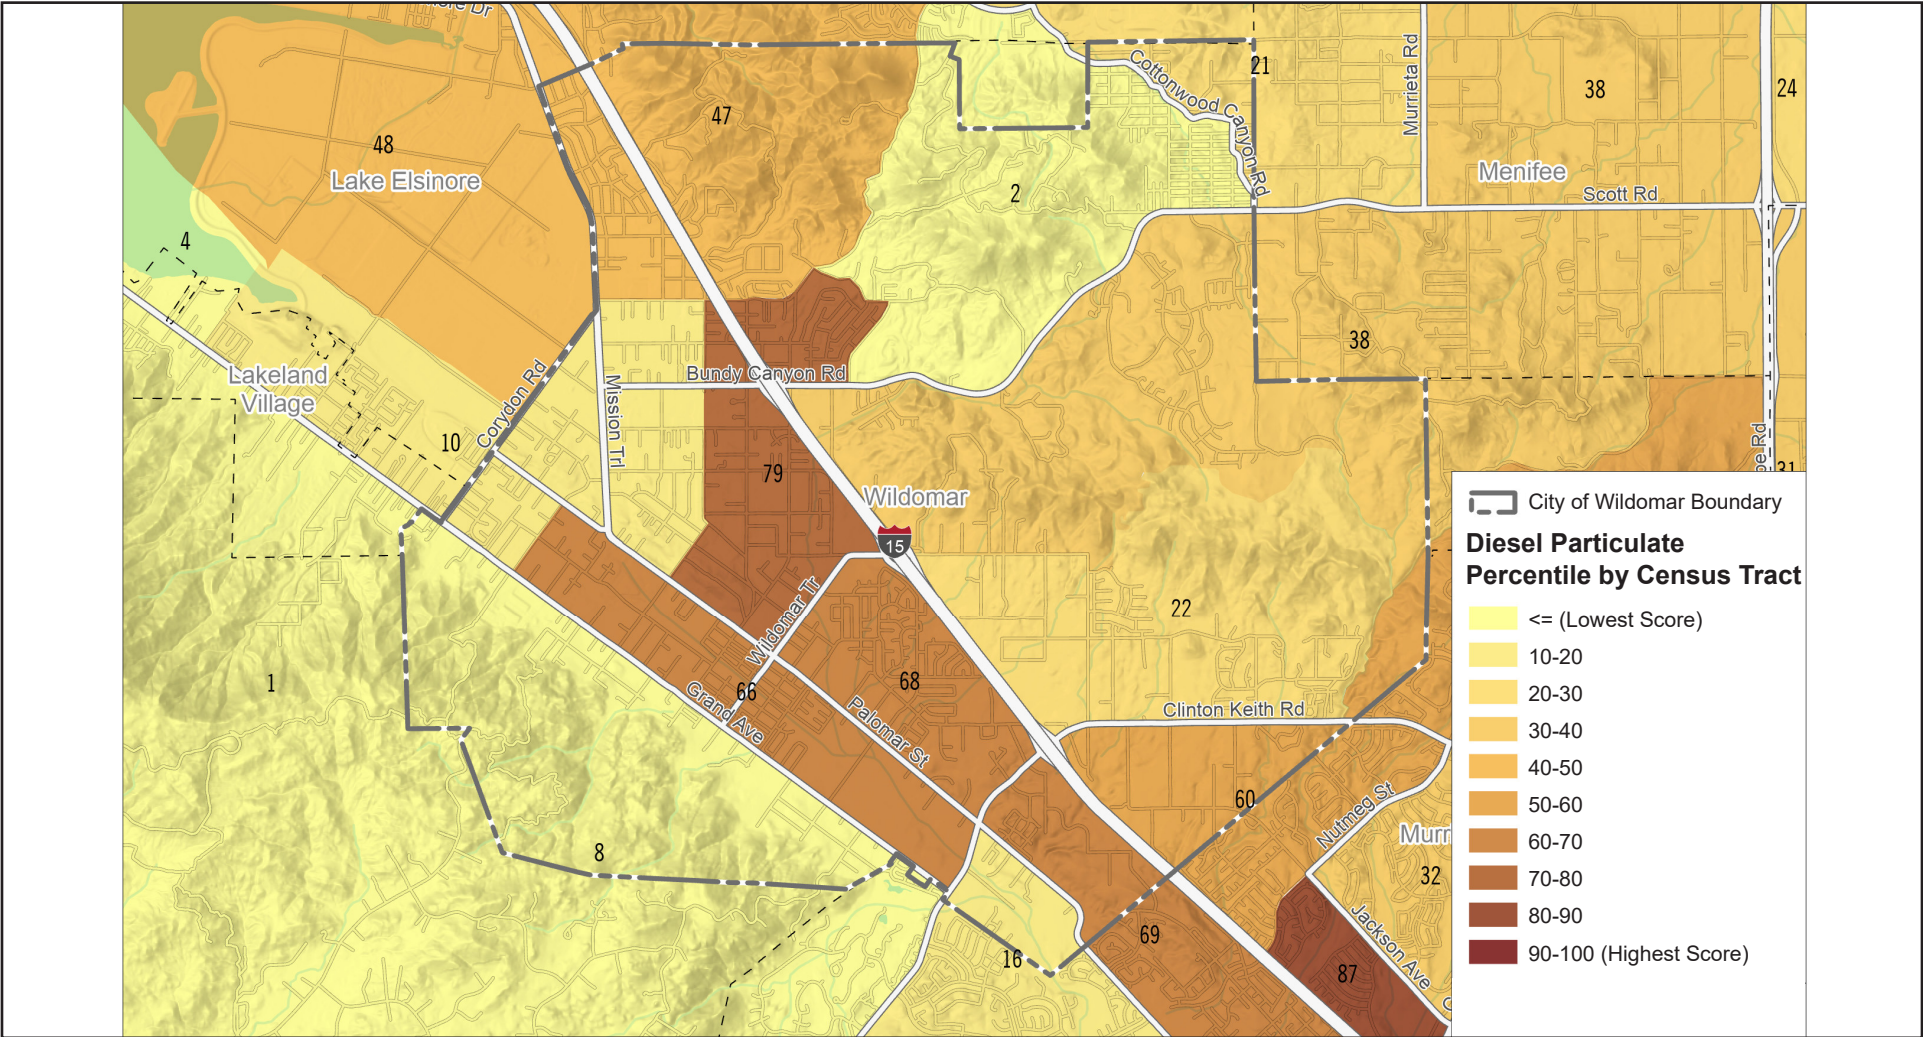 48
Lake Elsinore
47
2
21
Cottonwood Canyon Rd
Murrieta Rd
38
24
Menifee
Scott Rd
4
38
Lakeland
Village
10
Corydon Rd
Mission Trl
Bundy Canyon Rd
79
Wildomar
15
22
1
8
Wildomar Tr
66
68
Grand Ave
Palomar St
Clinton Keith Rd
60
Nutmeg St
32
69
16
87
Jackson Ave
31
City of Wildomar Boundary
Diesel Particulate
Percentile by Census Tract
<= (Lowest Score)
10-20
20-30
30-40
40-50
50-60
60-70
70-80
80-90
90-100 (Highest Score)